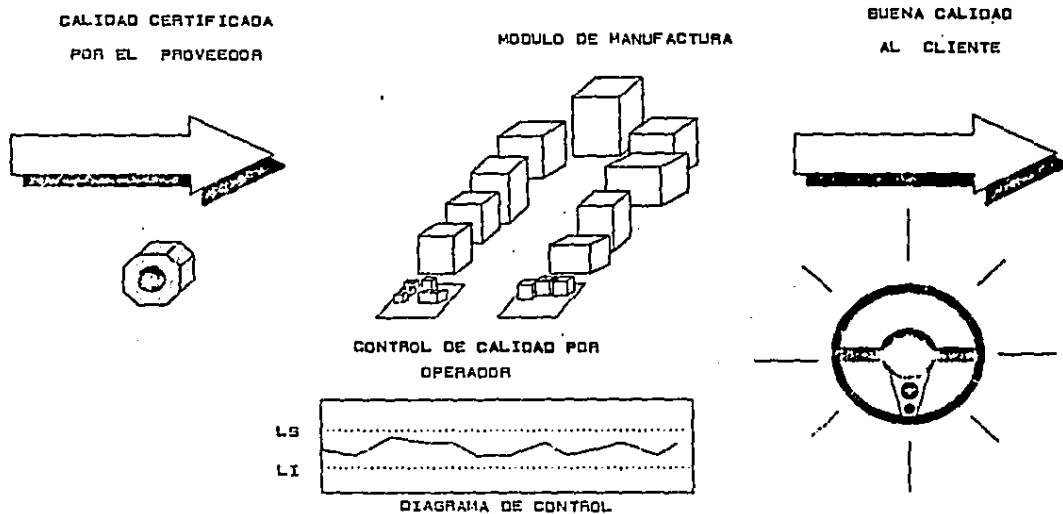 CALIDAD CERTIFICADA
POR EL PROVEEDOR
MODULO DE MANUFACTURA
BUENA CALIDAD
AL CLIENTE
CONTROL DE CALIDAD POR
OPERADOR
LS
LI
DIAGRAMA DE CONTROL